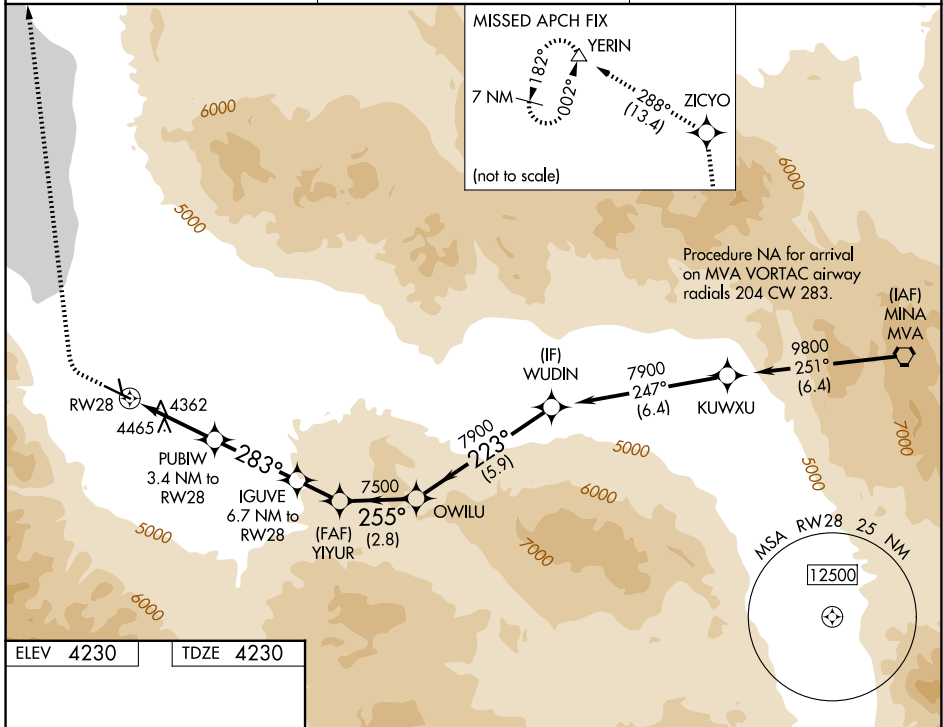 MISSED APCH FIX
YERIN
182°
002°
7 NM
288°
(13.4)
ZICYO
(not to scale)
6000
5000
6000
Procedure NA for arrival
on MVA VORTAC airway
radials 204 CW 283.
(IAF)
MINA
MVA
9800
251°
(6.4)
KUWXU
7900
247°
(6.4)
(IF)
WUDIN
7900
223°
(5.9)
OWILU
7500
255°
(2.8)
(FAF)
YIYUR
IGUVE
6.7 NM to
RW28
283°
PUBIW
3.4 NM to
RW28
RW28
4362
4465
5000
6000
7000
5000
7000
5000
6000
MSA RW28 25 NM
12500
ELEV 4230
TDZE 4230